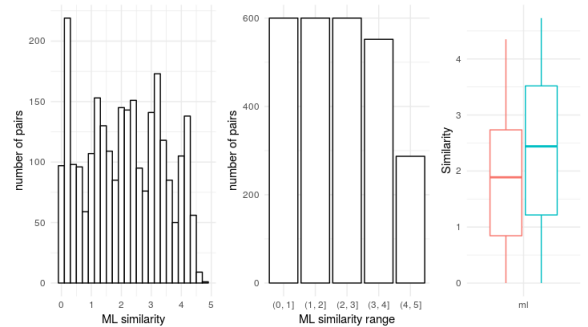 number of pairs
200
150
100
50
0
0 1 2 3 4 5
ML similarity
number of pairs
600
400
200
0
(0, 1] (1, 2] (2, 3] (3, 4] (4, 5]
ML similarity range
Similarity
4
3
2
1
0
ml